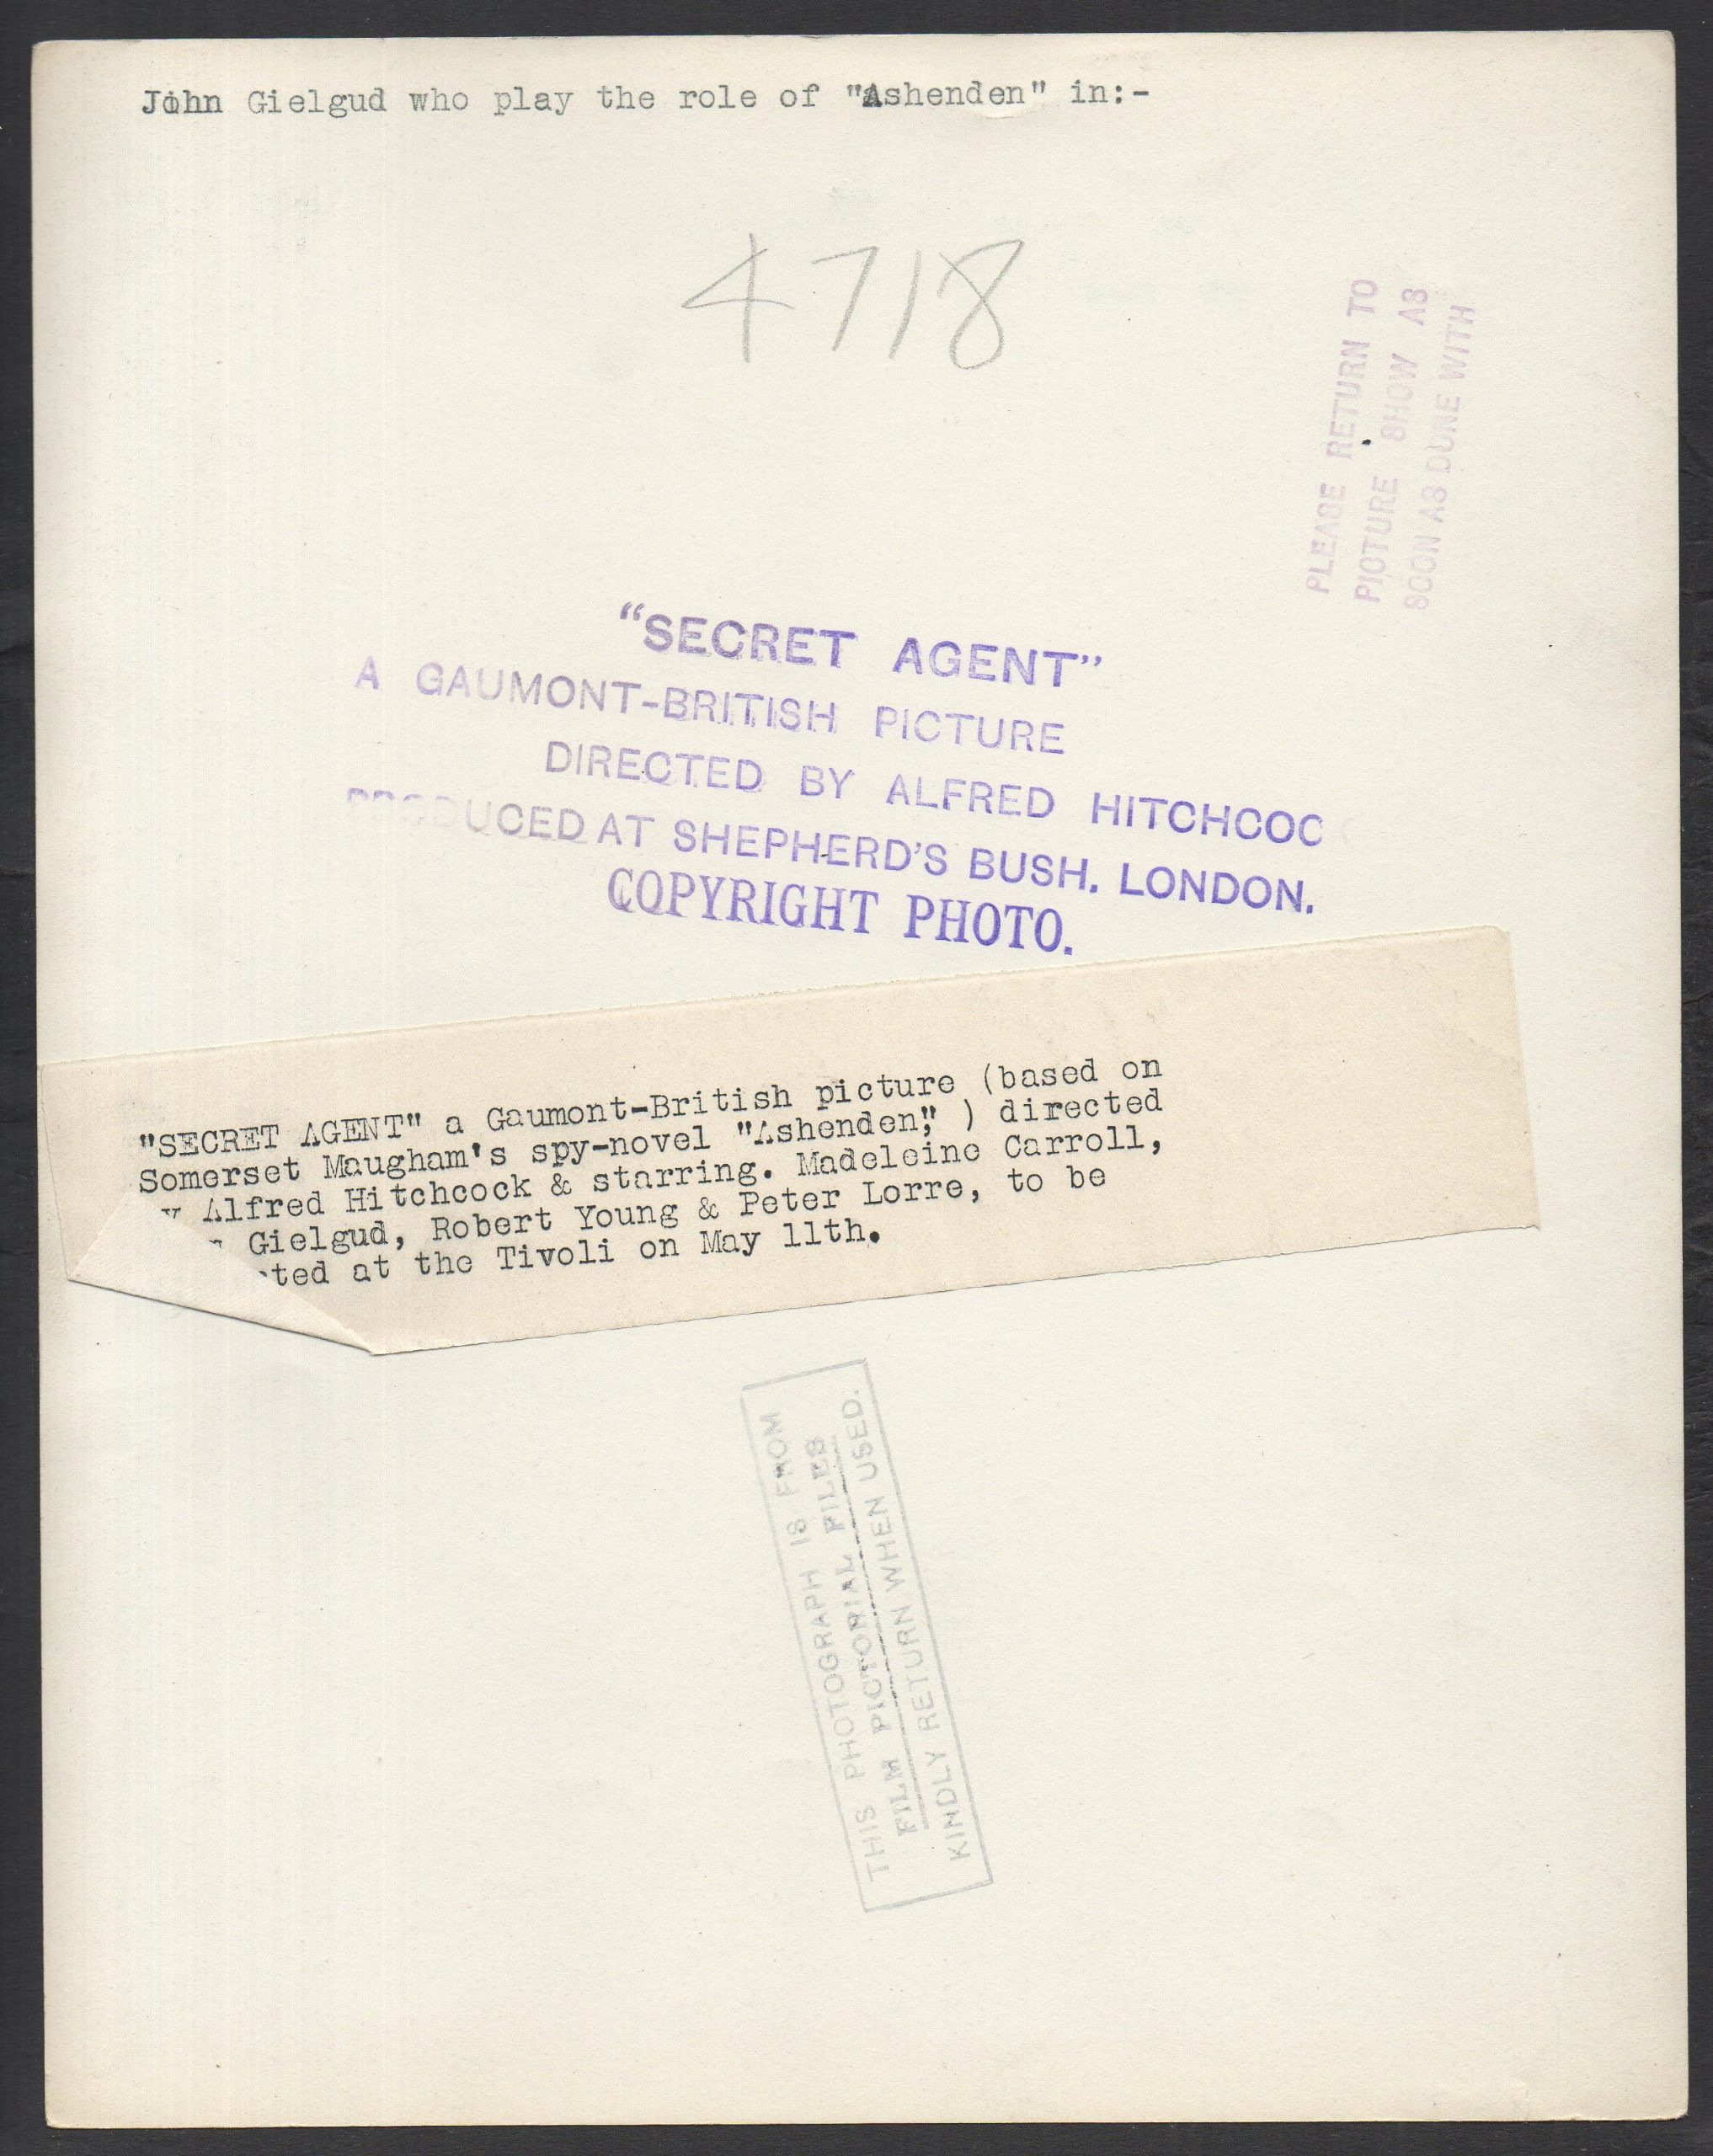 John Gielgud who play the role of "Ashenden" in:-
4718
PLEASE RETURN TO
PICTURE SHOW AS
SOON AS DONE WITH
“SECRET AGENT”
A GAUMONT-BRITISH PICTURE
DIRECTED BY ALFRED HITCHCOC
PRODUCED AT SHEPHERD'S BUSH. LONDON.
COPYRIGHT PHOTO.
"SECRET AGENT" a Gaumont-British picture (based on
Somerset Maugham's spy-novel "Ashenden", ) directed
y Alfred Hitchcock & starring. Madeleine Carroll,
Gielgud, Robert Young & Peter Lorre, to be
ted at the Tivoli on May 11th.
THIS PHOTOGRAPH IS FROM
FILM PICTORIAL FILES
KINDLY RETURN WHEN USED.